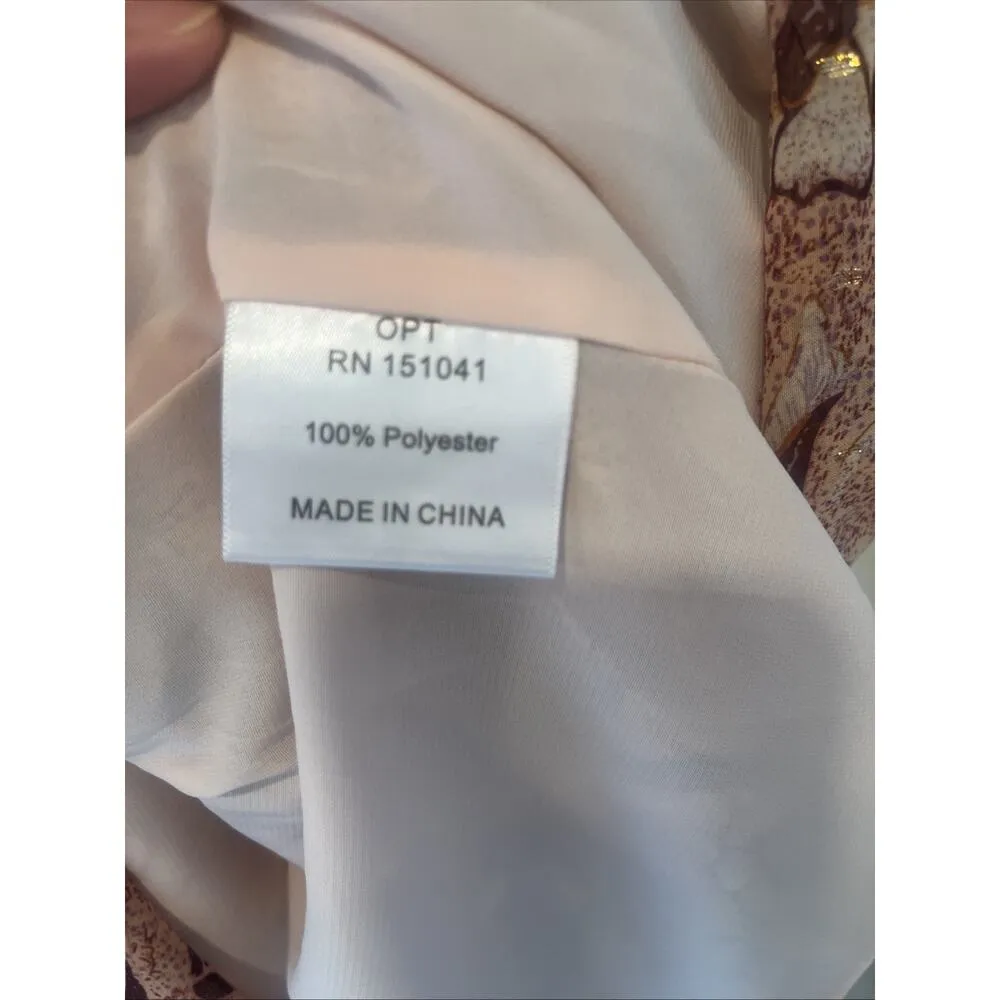 OPT
RN 151041
100% Polyester
MADE IN CHINA